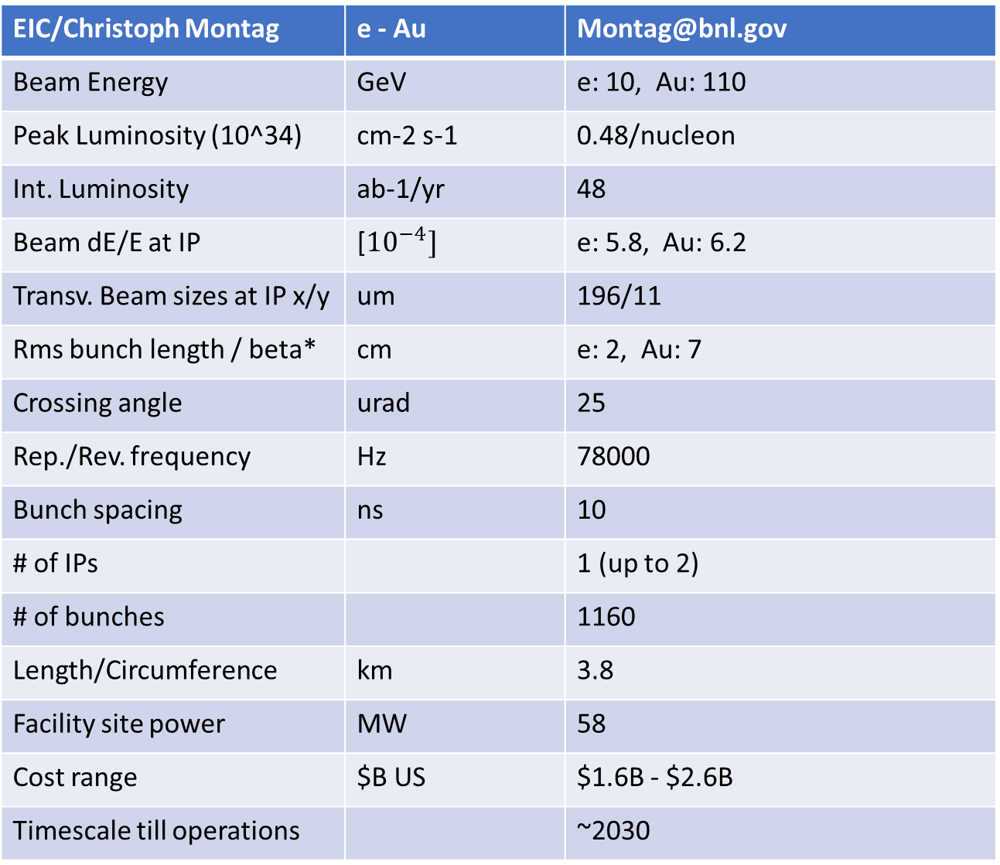 EIC/Christoph Montag e - Au Montag@bnl.gov
Beam Energy GeV e: 10, Au: 110
Peak Luminosity (10^34) cm-2 s-1 0.48/nucleon
Int. Luminosity ab-1/yr 48
Beam dE/E at IP [10⁻⁴] e: 5.8, Au: 6.2
Transv. Beam sizes at IP x/y um 196/11
Rms bunch length / beta* cm e: 2, Au: 7
Crossing angle urad 25
Rep./Rev. frequency Hz 78000
Bunch spacing ns 10
# of IPs 1 (up to 2)
# of bunches 1160
Length/Circumference km 3.8
Facility site power MW 58
Cost range $B US $1.6B - $2.6B
Timescale till operations ~2030